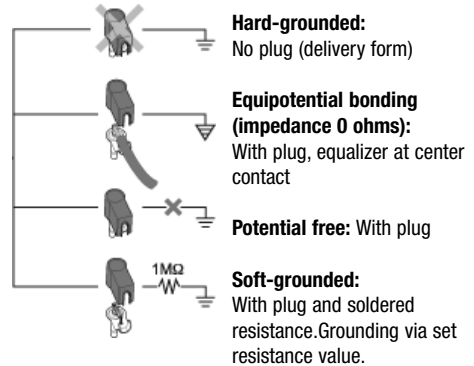 Hard-grounded:
No plug (delivery form)
Equipotential bonding
(impedance 0 ohms):
With plug, equalizer at center
contact
Potential free: With plug
1MΩ
Soft-grounded:
With plug and soldered
resistance.Grounding via set
resistance value.